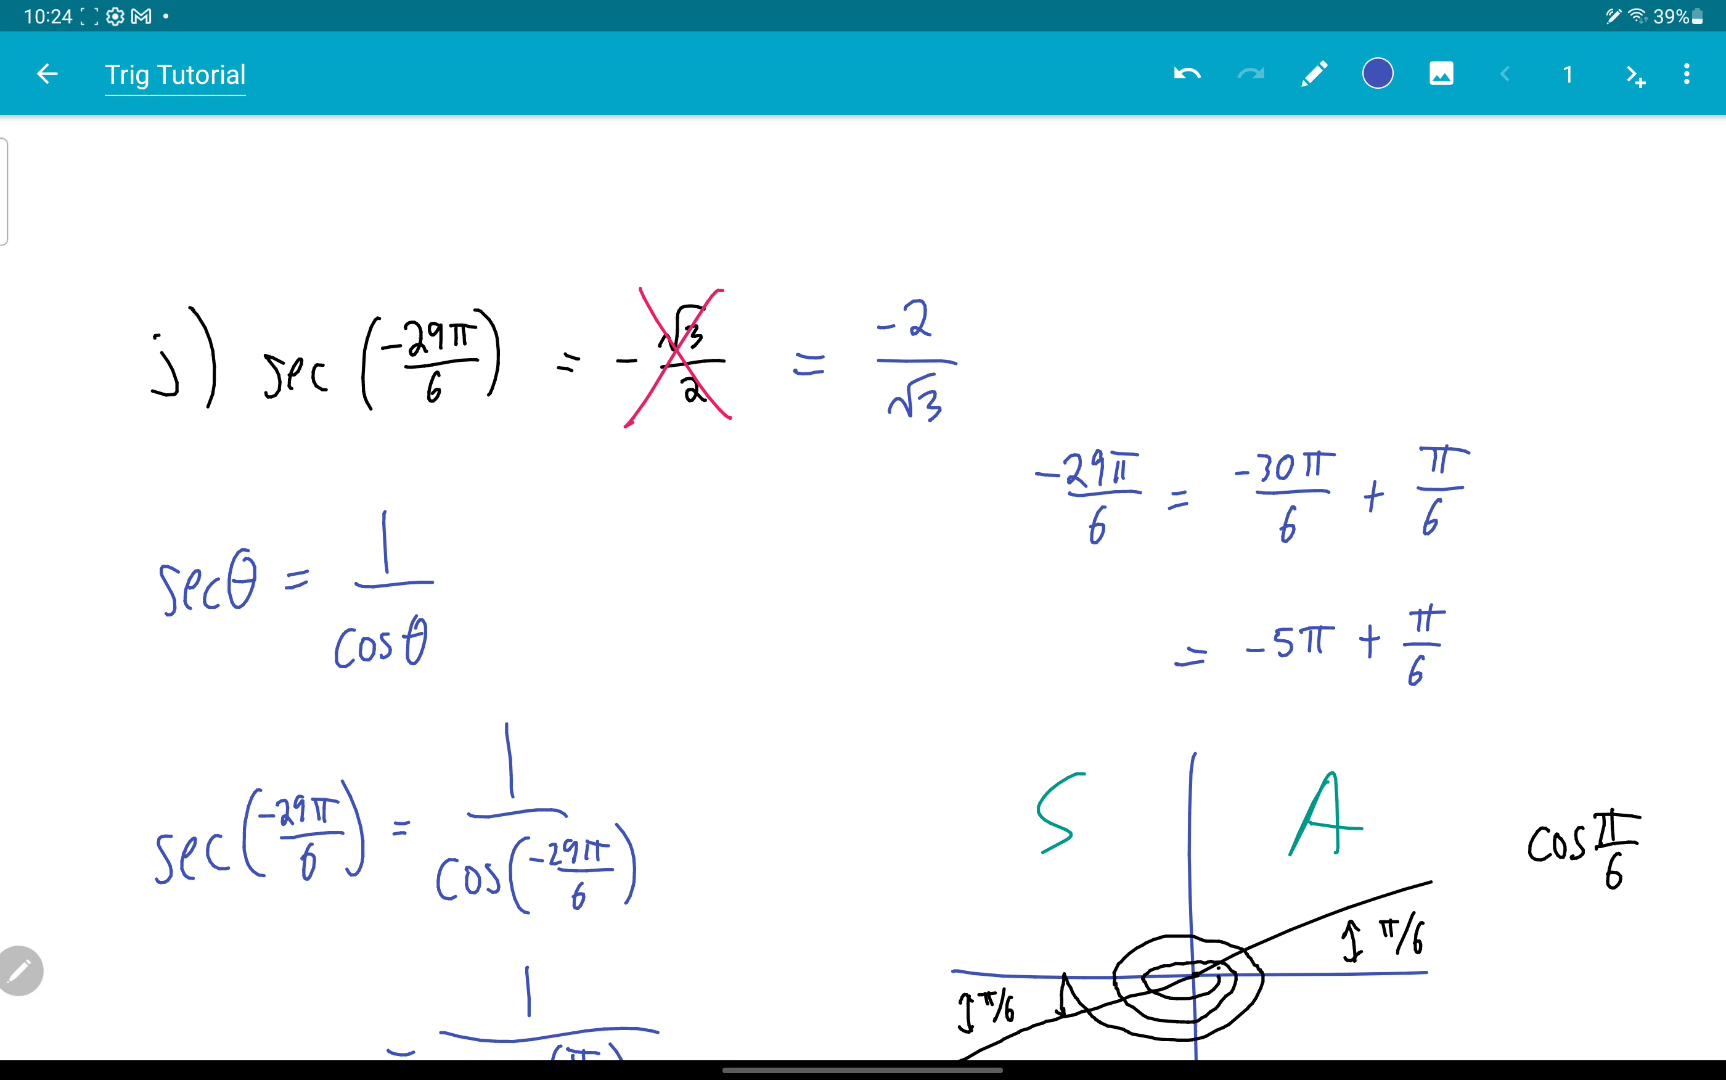 10:24 39%
Trig Tutorial 1
j) sec(-29π/6) = -√3/2 = -2/√3
-29π/6 = -30π/6 + π/6
secθ = 1/cosθ
= -5π + π/6
sec(-29π/6) = 1/cos(-29π/6)
S A
cos π/6
π/6
π/6
= 1
(π)